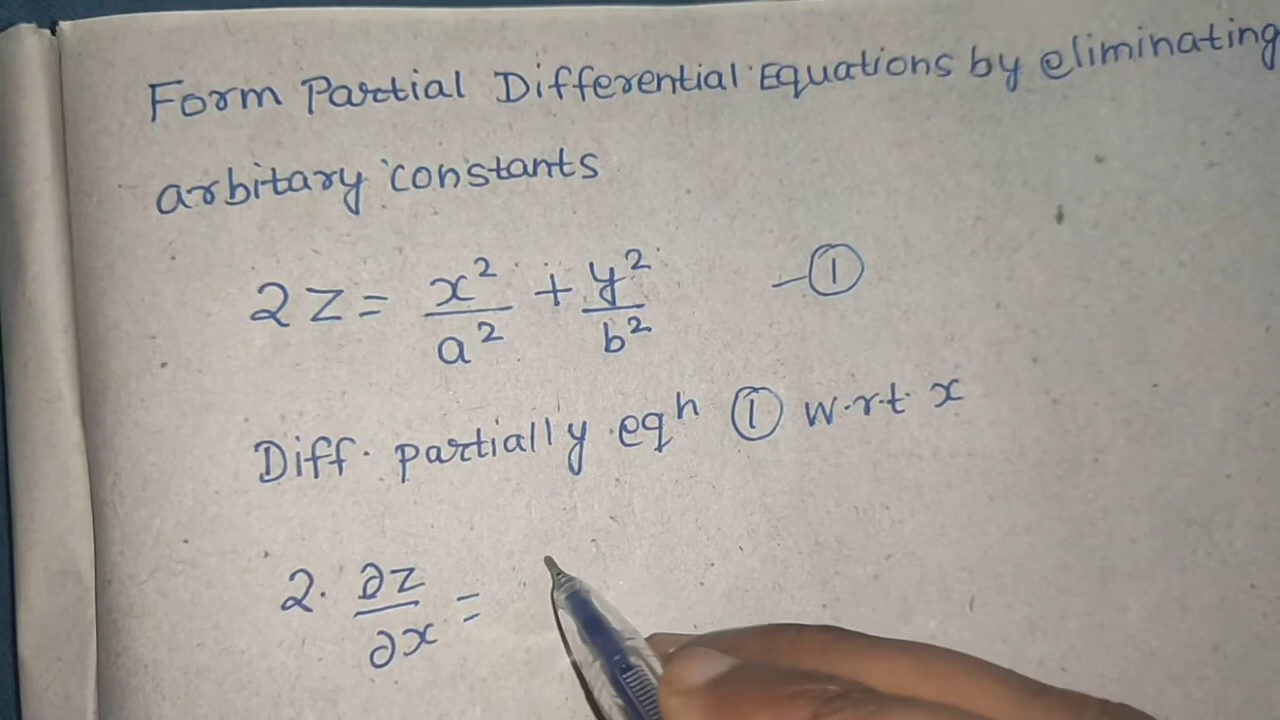 Form Partial Differential Equations by eliminating
arbitary constants
2Z = x²/a² + y²/b² -①
Diff. partially eqⁿ ① w.r.t. x
2. ∂z/∂x =